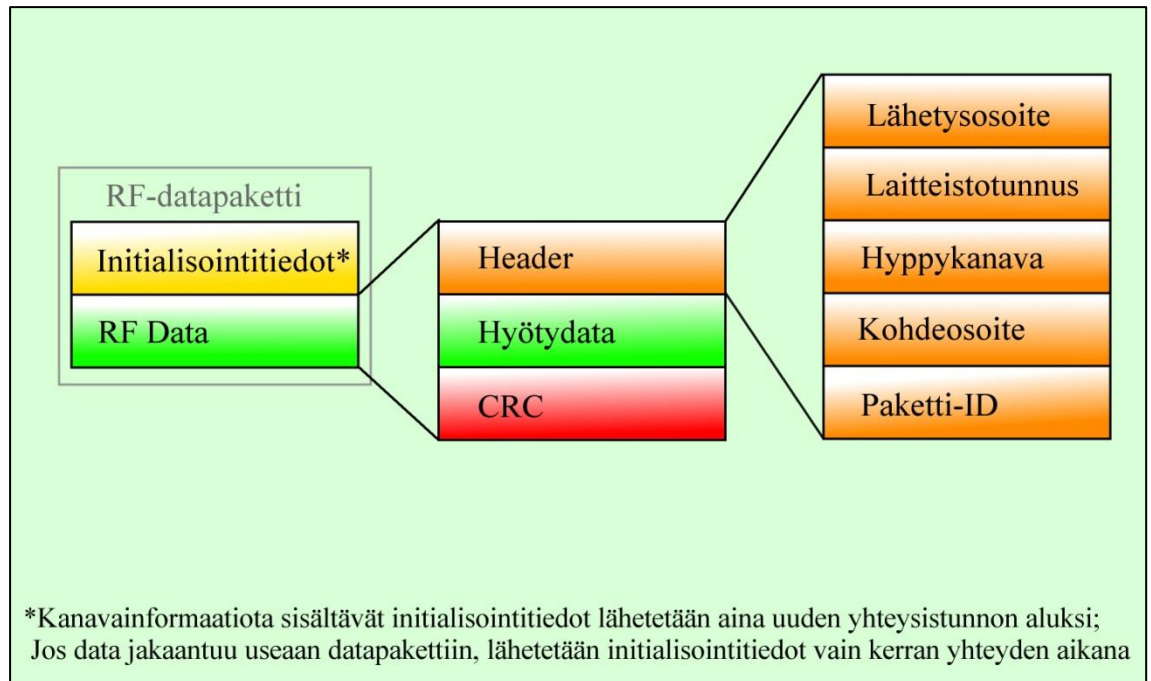 RF-datapaketti
Initialisointitiedot*
RF Data
Header
Hyötydata
CRC
Lähetysosoite
Laitteistotunnus
Hyppykanava
Kohdeosoite
Paketti-ID
*Kanavainformaatiota sisältävät initialisointitiedot lähetetään aina uuden yhteysistunnon aluksi;
Jos data jakaantuu useaan datapakettiin, lähetetään initialisointitiedot vain kerran yhteyden aikana